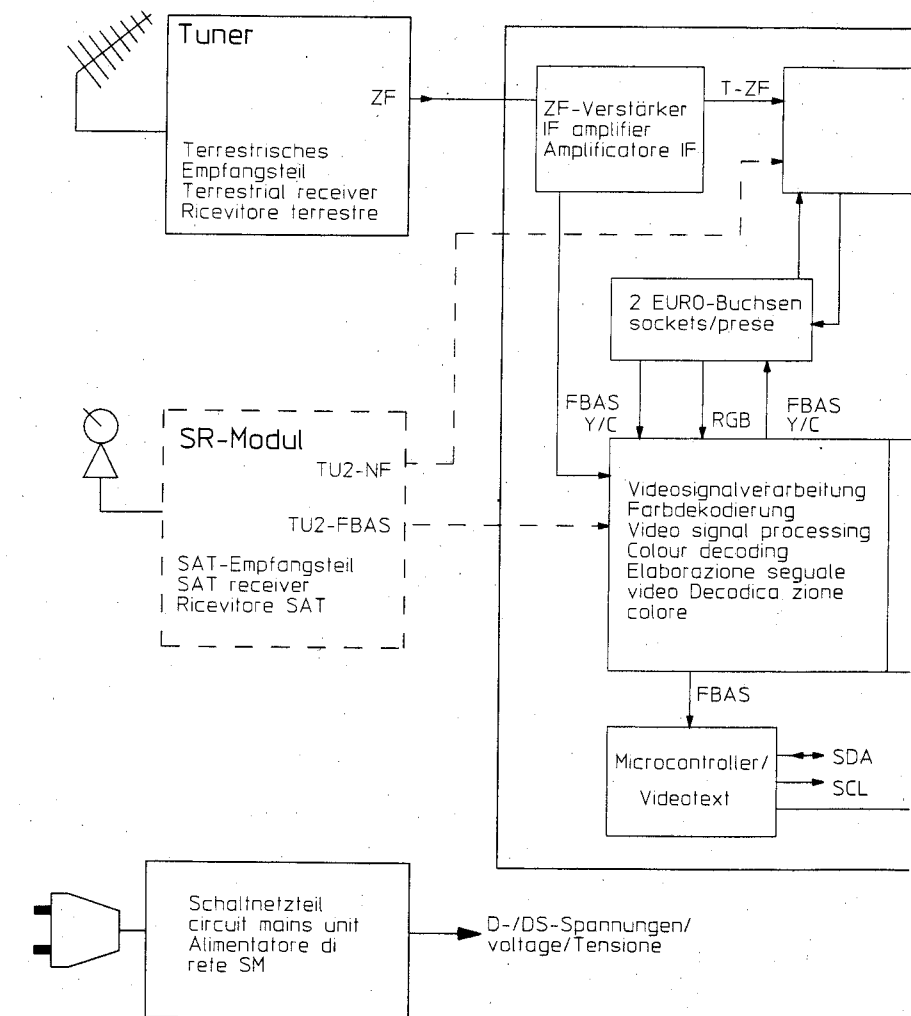 Tuner
ZF
Terrestrisches
Empfangsteil
Terrestrial receiver
Ricevitore terrestre
ZF-Verstärker
IF amplifier
Amplificatore IF
T-ZF
2 EURO-Buchsen
sockets/prese
FBAS
Y/C
RGB
FBAS
Y/C
SR-Modul
TU2-NF
TU2-FBAS
SAT-Empfangsteil
SAT receiver
Ricevitore SAT
Videosignalverarbeitung
Farbdekodierung
Video signal processing
Colour decoding
Elaborazione seguale
video Decodica zione
colore
FBAS
Microcontroller/
Videotext
SDA
SCL
Schaltnetzteil
circuit mains unit
Alimentatore di
rete SM
D-/DS-Spannungen/
voltage/Tensione